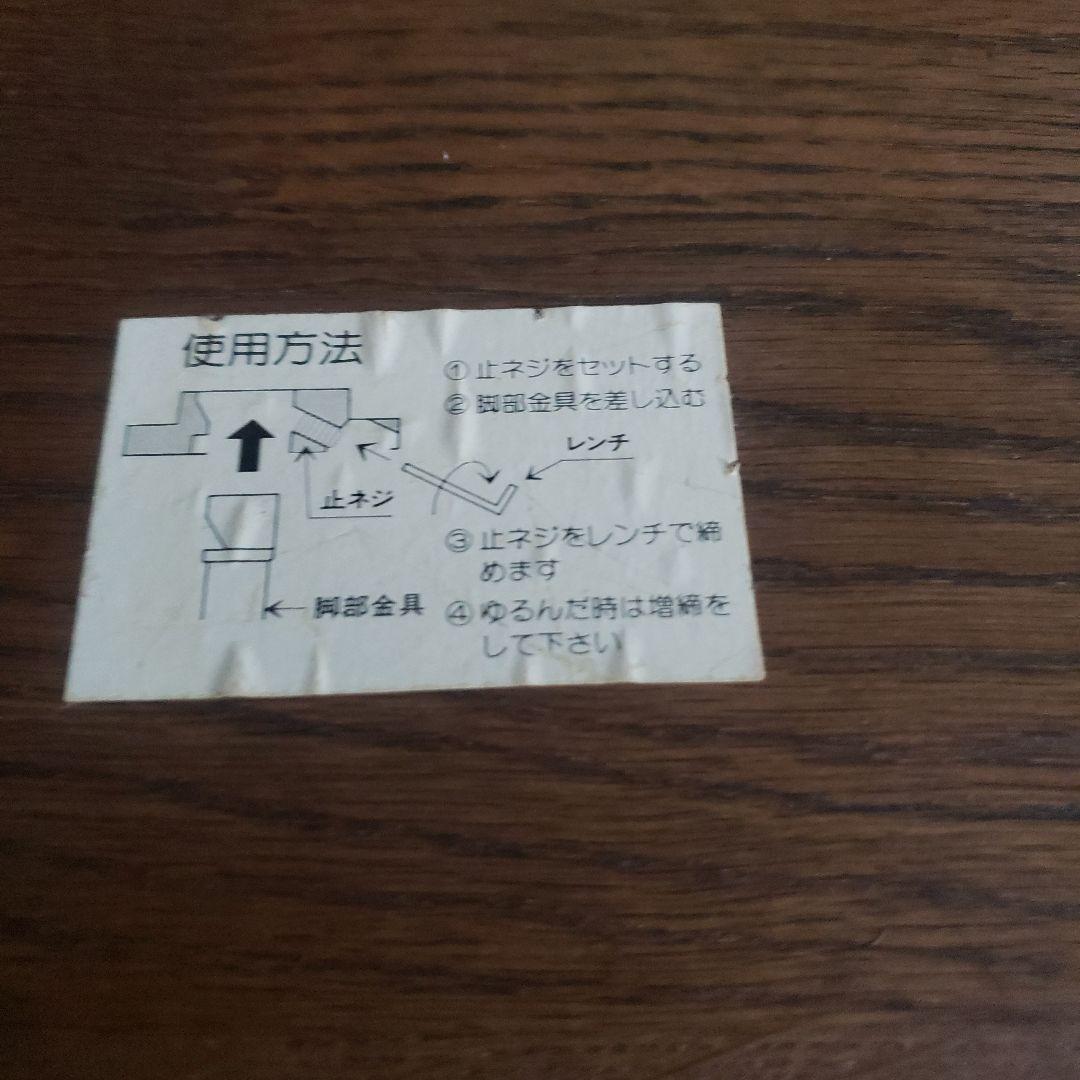 使用方法
止ネジ
脚部金具
① 止ネジをセットする
② 脚部金具を差し込む
レンチ
③ 止ネジをレンチで締
めます
④ ゆるんだ時は増締を
して下さい